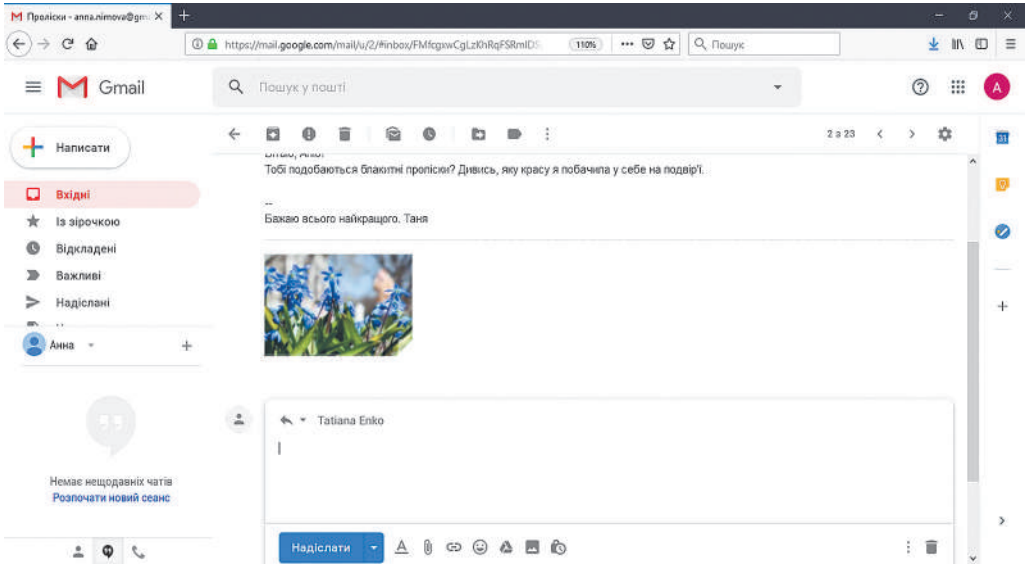 Проліски - anna.nimova@gm
https://mail.google.com/mail/u/2/#inbox/FMfcgxwCgLzKhRqFSRmlDS
110%
Пошук
Gmail
Пошук у пошті
A
Написати
2 з 23
31
Вхідні
Із зірочкою
Відкладені
Важливі
Надіслані
Анна
Немає нещодавніх чатів
Розпочати новий сеанс
Тобі подобаються блакитні проліски? Дивись, яку красу я побачила у себе на подвір'ї.
--
Бажаю всього найкращого. Таня
Tatiana Enko
Надіслати